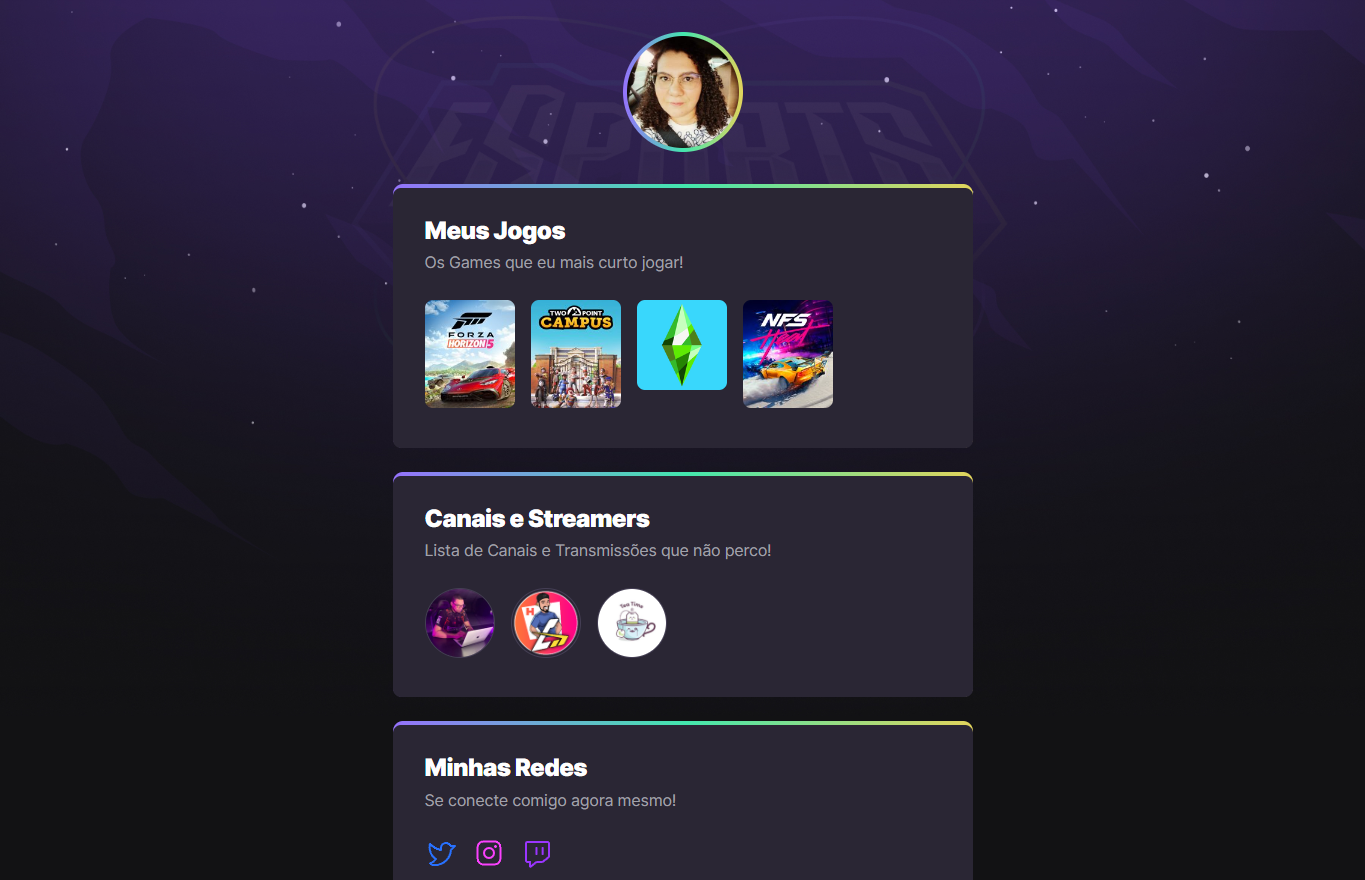 ESPORTS
Meus Jogos
Os Games que eu mais curto jogar!
FORZA
HORIZON 5
TWO POINT
CAMPUS
NFS
Heat
Canais e Streamers
Lista de Canais e Transmissões que não perco!
H
Tea Time
Minhas Redes
Se conecte comigo agora mesmo!